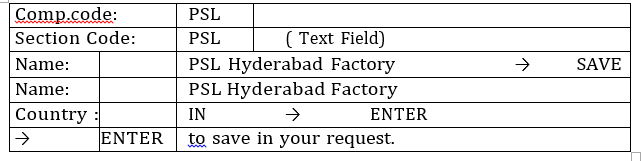 Comp.code: PSL
Section Code: PSL ( Text Field)
Name: PSL Hyderabad Factory → SAVE
Name: PSL Hyderabad Factory
Country : IN → ENTER
→ ENTER to save in your request.